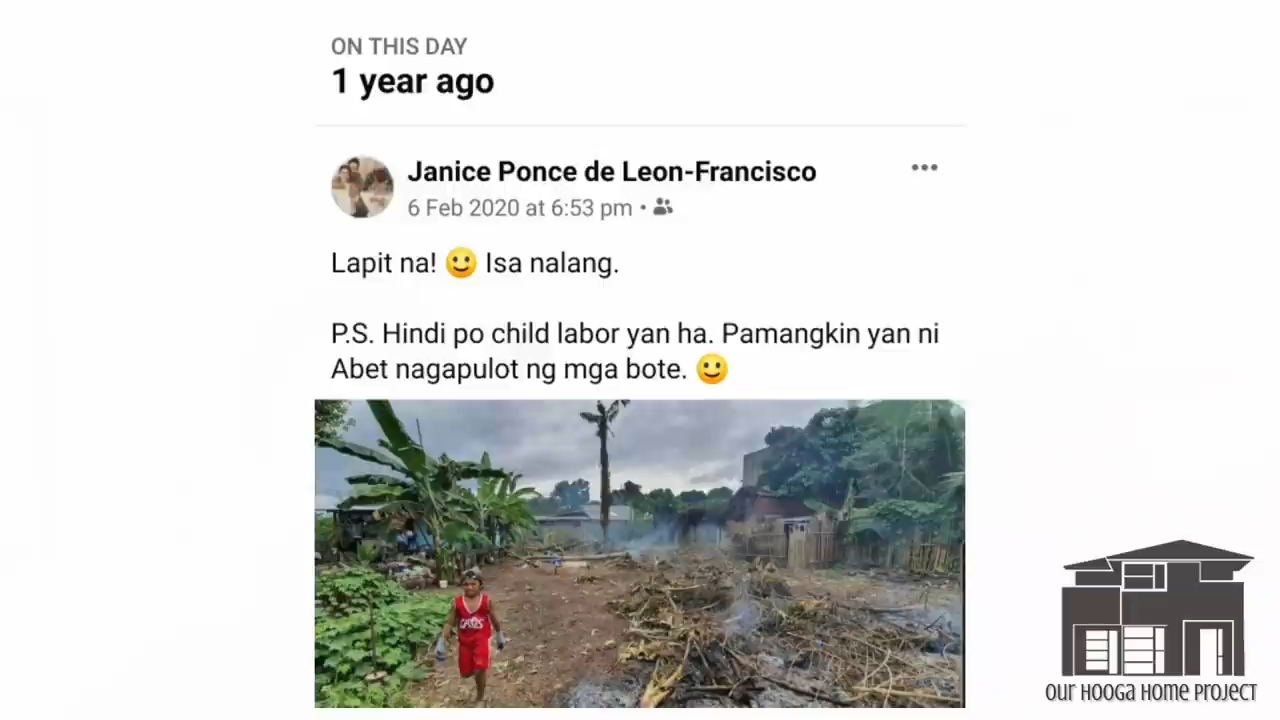 ON THIS DAY
1 year ago
Janice Ponce de Leon-Francisco
6 Feb 2020 at 6:53 pm •
Lapit na! 🙂 Isa nalang.
P.S. Hindi po child labor yan ha. Pamangkin yan ni
Abet nagapulot ng mga bote. 🙂
OUR HOOGA HOME PROJECT